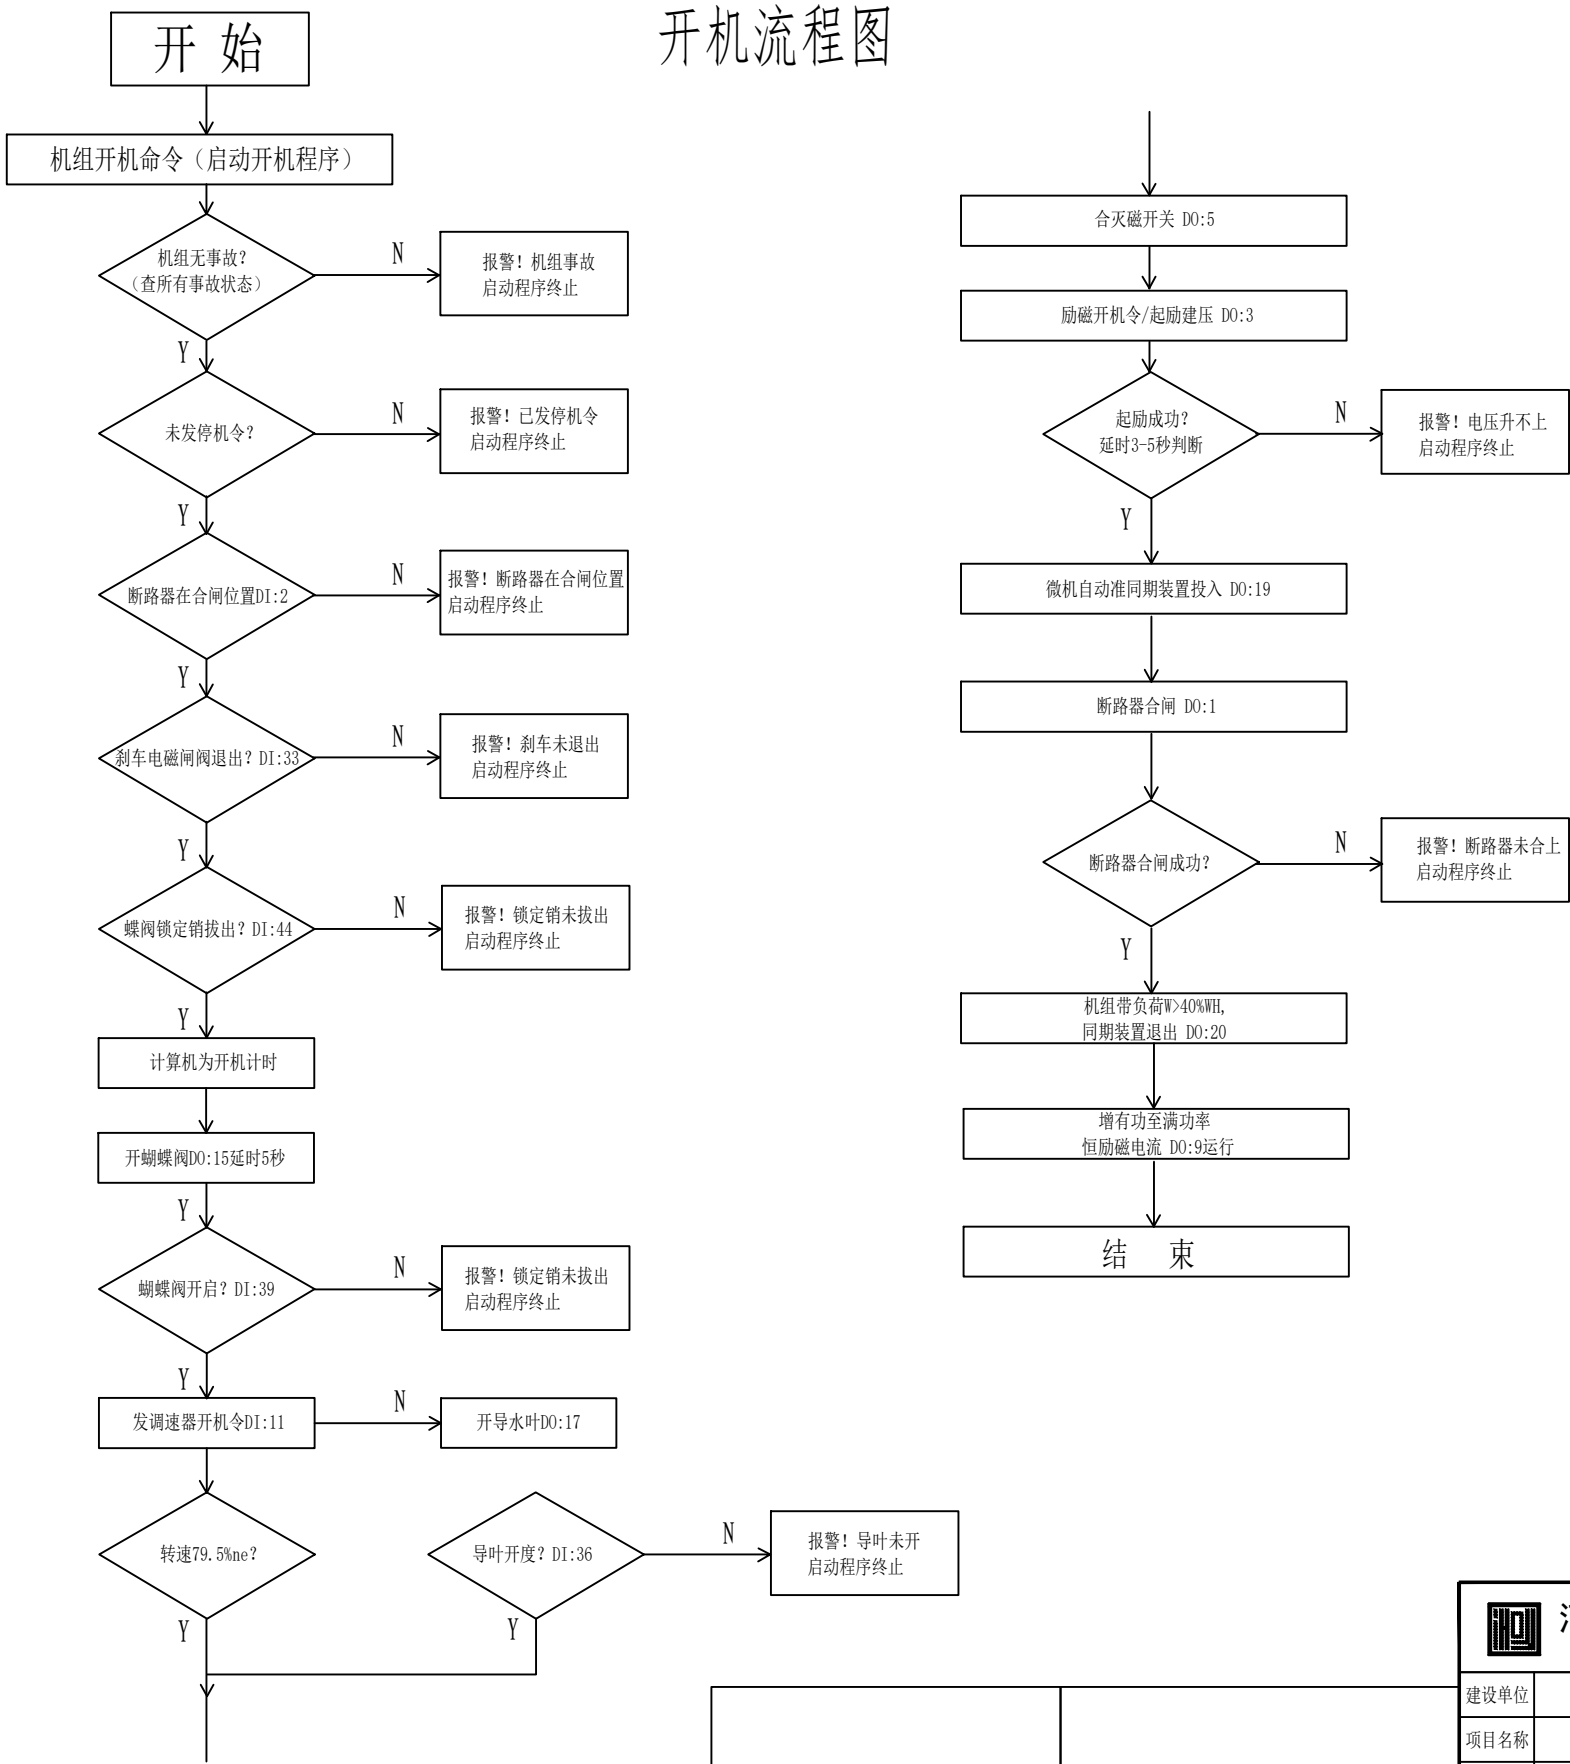 开机流程图
开 始
机组开机命令（启动开机程序）
机组无事故？
（查所有事故状态）
N
报警！机组事故
启动程序终止
Y
未发停机令？
N
报警！已发停机令
启动程序终止
Y
断路器在合闸位置DI:2
N
报警！断路器在合闸位置
启动程序终止
Y
刹车电磁闸阀退出？DI:33
N
报警！刹车未退出
启动程序终止
Y
蝶阀锁定销拔出？DI:44
N
报警！锁定销未拔出
启动程序终止
Y
计算机为开机计时
开蝴蝶阀DO:15延时5秒
Y
蝴蝶阀开启？DI:39
N
报警！锁定销未拔出
启动程序终止
Y
发调速器开机令DI:11
N
开导水叶DO:17
转速79.5%ne？
Y
导叶开度？DI:36
N
报警！导叶未开
启动程序终止
Y
合灭磁开关 DO:5
励磁开机令/起励建压 DO:3
起励成功？
延时3-5秒判断
N
报警！电压升不上
启动程序终止
Y
微机自动准同期装置投入 DO:19
断路器合闸 DO:1
断路器合闸成功？
N
报警！断路器未合上
启动程序终止
Y
机组带负荷W>40%WH,
同期装置退出 DO:20
增有功至满功率
恒励磁电流 DO:9运行
结 束
建设单位
项目名称